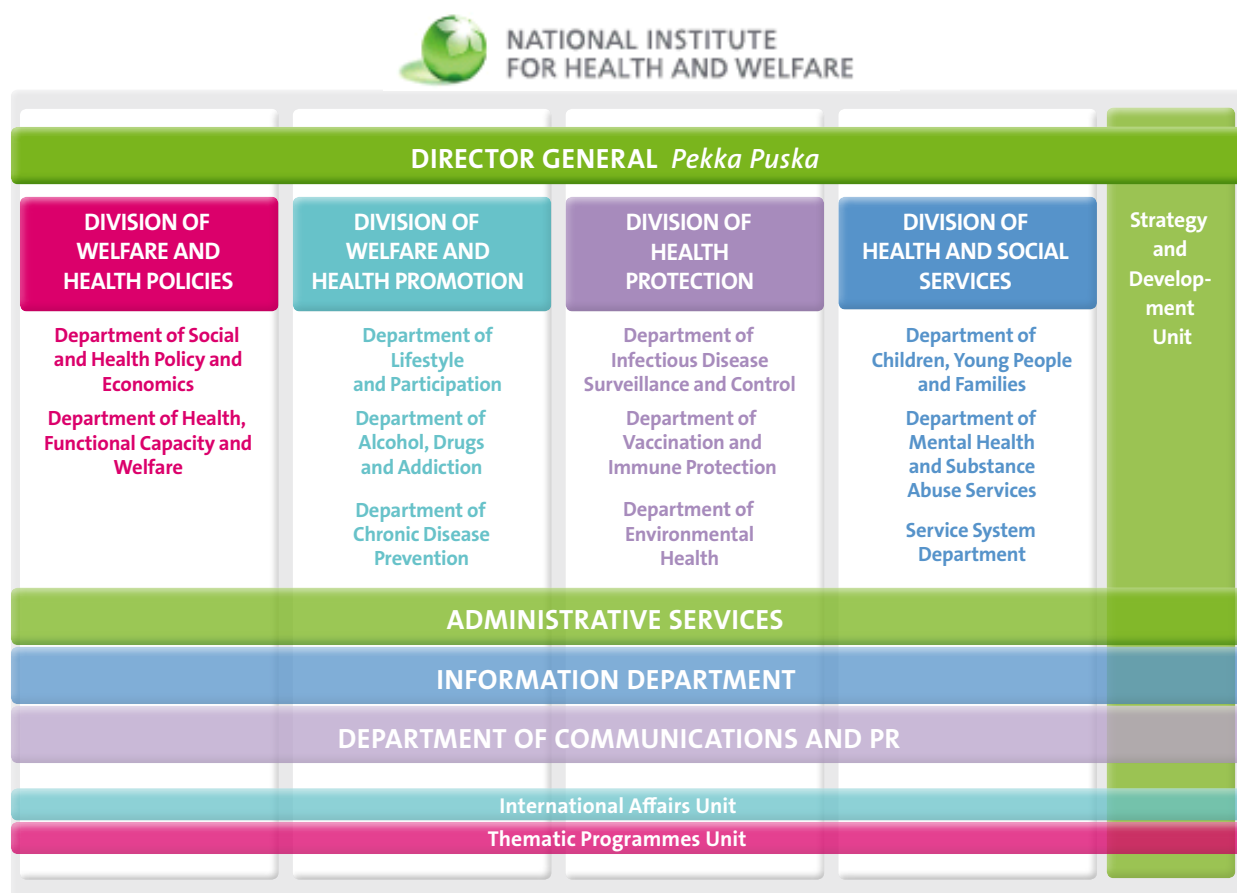 NATIONAL INSTITUTE
FOR HEALTH AND WELFARE
DIRECTOR GENERAL Pekka Puska
DIVISION OF
WELFARE AND
HEALTH POLICIES
Department of Social
and Health Policy and
Economics
Department of Health,
Functional Capacity and
Welfare
DIVISION OF
WELFARE AND
HEALTH PROMOTION
Department of
Lifestyle
and Participation
Department of
Alcohol, Drugs
and Addiction
Department of
Chronic Disease
Prevention
DIVISION OF
HEALTH
PROTECTION
Department of
Infectious Disease
Surveillance and Control
Department of
Vaccination and
Immune Protection
Department of
Environmental
Health
DIVISION OF
HEALTH AND SOCIAL
SERVICES
Department of
Children, Young People
and Families
Department of
Mental Health
and Substance
Abuse Services
Service System
Department
Strategy
and
Develop-
ment
Unit
ADMINISTRATIVE SERVICES
INFORMATION DEPARTMENT
DEPARTMENT OF COMMUNICATIONS AND PR
International Affairs Unit
Thematic Programmes Unit